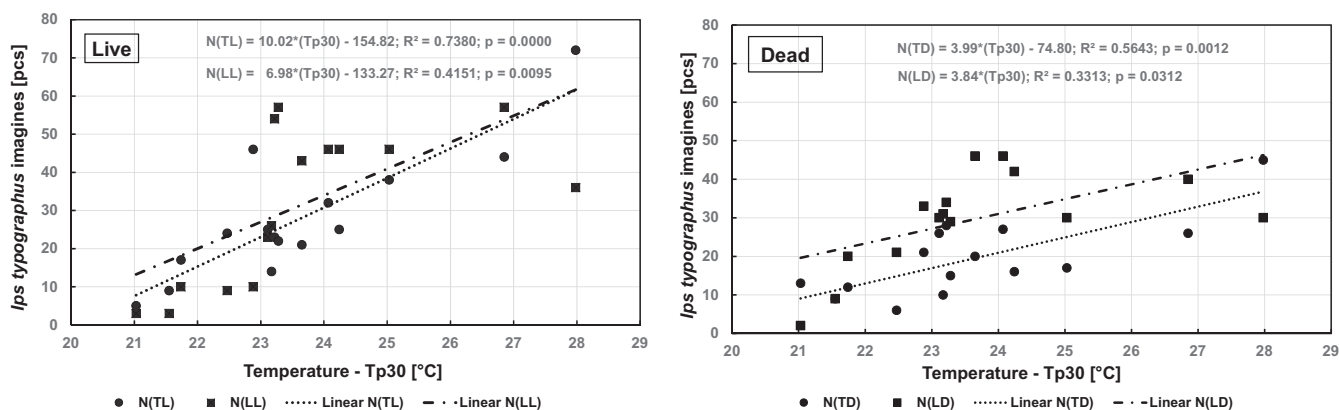 Live
N(TL) = 10.02*(Tp30) - 154.82; R² = 0.7380; p = 0.0000
N(LL) = 6.98*(Tp30) - 133.27; R² = 0.4151; p = 0.0095
Ips typographus imagines [pcs]
80
70
60
50
40
30
20
10
0
20 21 22 23 24 25 26 27 28 29
Temperature - Tp30 [°C]
N(TL) N(LL) Linear N(TL) Linear N(LL)
Dead
N(TD) = 3.99*(Tp30) - 74.80; R² = 0.5643; p = 0.0012
N(LD) = 3.84*(Tp30); R² = 0.3313; p = 0.0312
Ips typographus imagines [pcs]
80
70
60
50
40
30
20
10
0
20 21 22 23 24 25 26 27 28 29
Temperature - Tp30 [°C]
N(TD) N(LD) Linear N(TD) Linear N(LD)